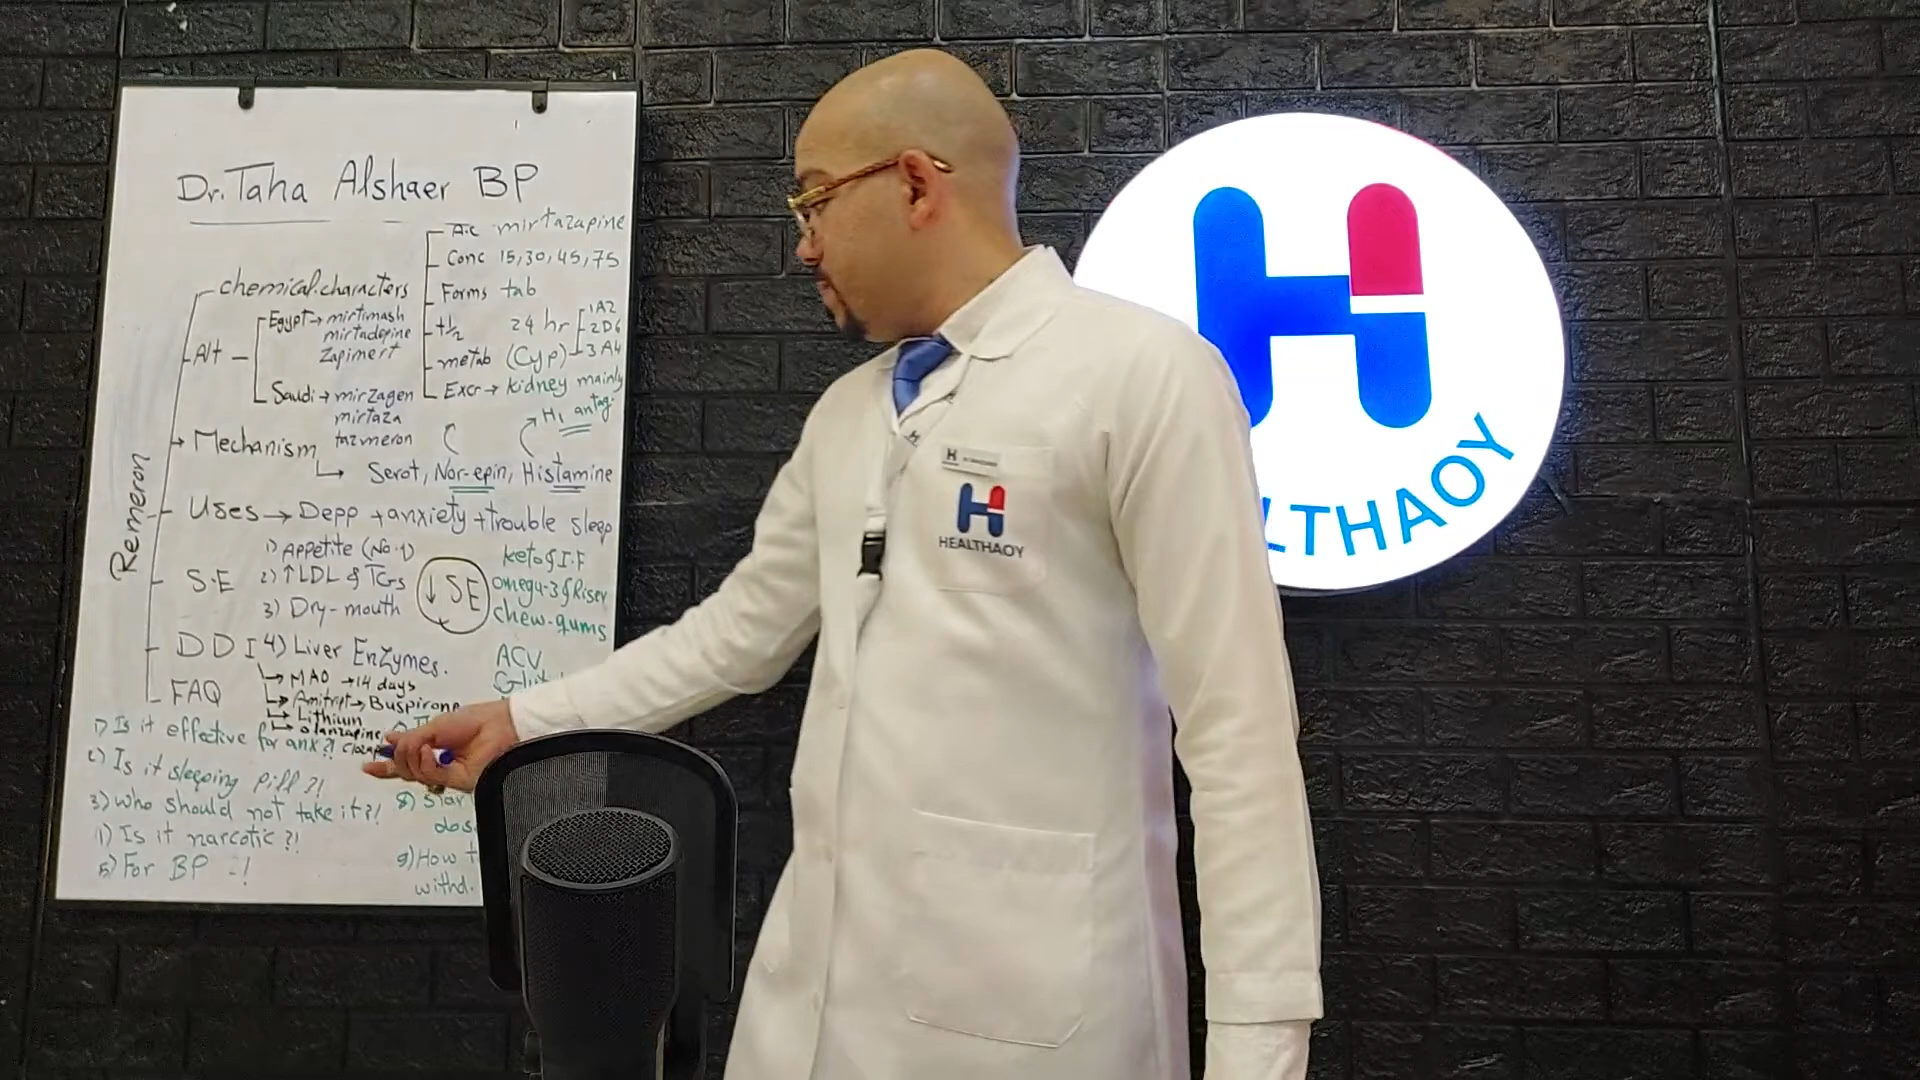 Dr. Taha Alshaer BP
A.c mirtazapine
Conc 15,30,45,75
Forms tab
t1/2 24 hr
1A2
2D6
3A4
metab (Cyp)
Excr → kidney mainly
chemical.characters
Alt
Egypt → mirtimash
mirtadepine
Zapimert
Saudi → mirzagen
mirtaza
tazmeron
H1 antag.
Mechanism
Serot, Nor-epin, Histamine
Remeron
Uses → Depp + anxiety + trouble sleep
S.E
1) Appetite (No.1)
2) ↑LDL & TGs
3) Dry-mouth
4) Liver Enzymes.
↓ SE
keto & I.F
omega-3 &
chew-gums
ACV
DDI
MAO → 14 days
Amitript → Buspirone
Lithium
olanzapine
FAQ
1) Is it effective for anx?!
2) Is it sleeping pill ?!
3) Who should not take it?!
4) Is it narcotic ?!
5) For BP
8)
9) How
withd.
H
HEALTHAOY
H
LTHAOY